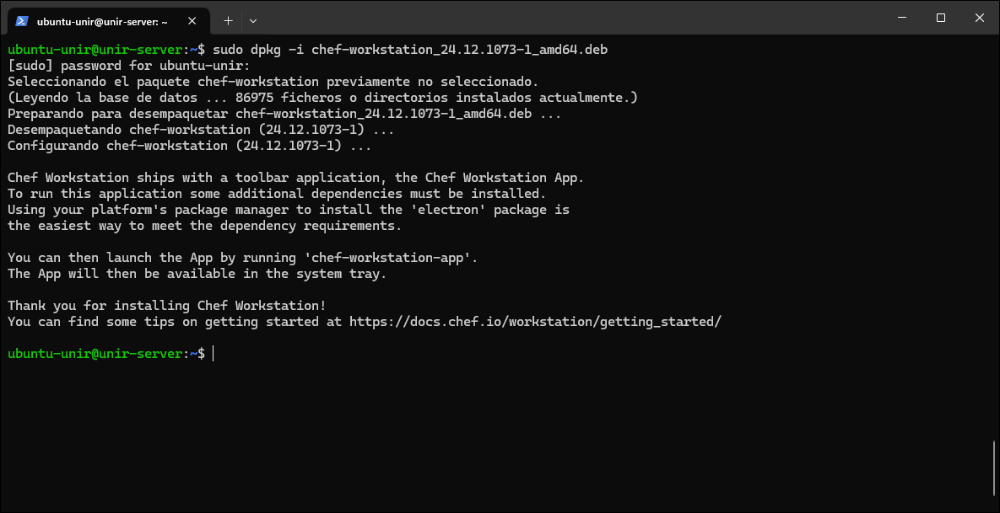 ubuntu-unir@unir-server: ~
ubuntu-unir@unir-server:~$ sudo dpkg -i chef-workstation_24.12.1073-1_amd64.deb
[sudo] password for ubuntu-unir:
Seleccionando el paquete chef-workstation previamente no seleccionado.
(Leyendo la base de datos ... 86975 ficheros o directorios instalados actualmente.)
Preparando para desempaquetar chef-workstation_24.12.1073-1_amd64.deb ...
Desempaquetando chef-workstation (24.12.1073-1) ...
Configurando chef-workstation (24.12.1073-1) ...
Chef Workstation ships with a toolbar application, the Chef Workstation App.
To run this application some additional dependencies must be installed.
Using your platform's package manager to install the 'electron' package is
the easiest way to meet the dependency requirements.
You can then launch the App by running 'chef-workstation-app'.
The App will then be available in the system tray.
Thank you for installing Chef Workstation!
You can find some tips on getting started at https://docs.chef.io/workstation/getting_started/
ubuntu-unir@unir-server:~$